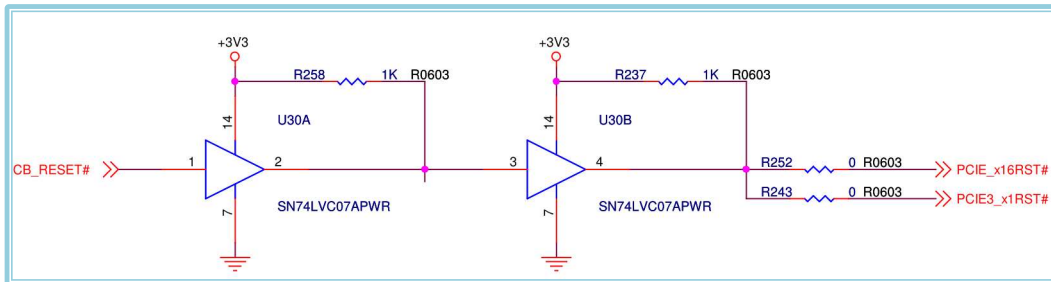 +3V3 +3V3
R258 1K R0603 R237 1K R0603
14 U30A 14 U30B
CB_RESET# 1 2 3 4 R252 0 R0603 PCIE_x16RST#
R243 0 R0603 PCIE3_x1RST#
7 SN74LVC07APWR 7 SN74LVC07APWR